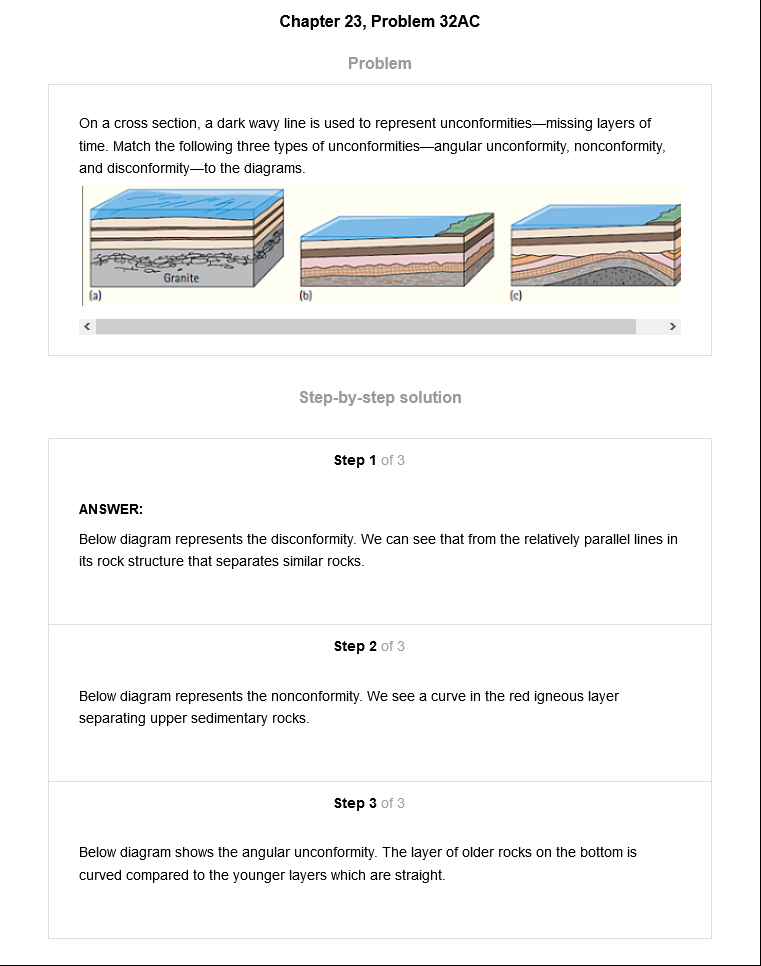 Chapter 23, Problem 32AC
Problem
On a cross section, a dark wavy line is used to represent unconformities—missing layers of
time. Match the following three types of unconformities—angular unconformity, nonconformity,
and disconformity—to the diagrams.
Granite
(a)
(b)
(c)
Step-by-step solution
Step 1 of 3
ANSWER:
Below diagram represents the disconformity. We can see that from the relatively parallel lines in
its rock structure that separates similar rocks.
Step 2 of 3
Below diagram represents the nonconformity. We see a curve in the red igneous layer
separating upper sedimentary rocks.
Step 3 of 3
Below diagram shows the angular unconformity. The layer of older rocks on the bottom is
curved compared to the younger layers which are straight.